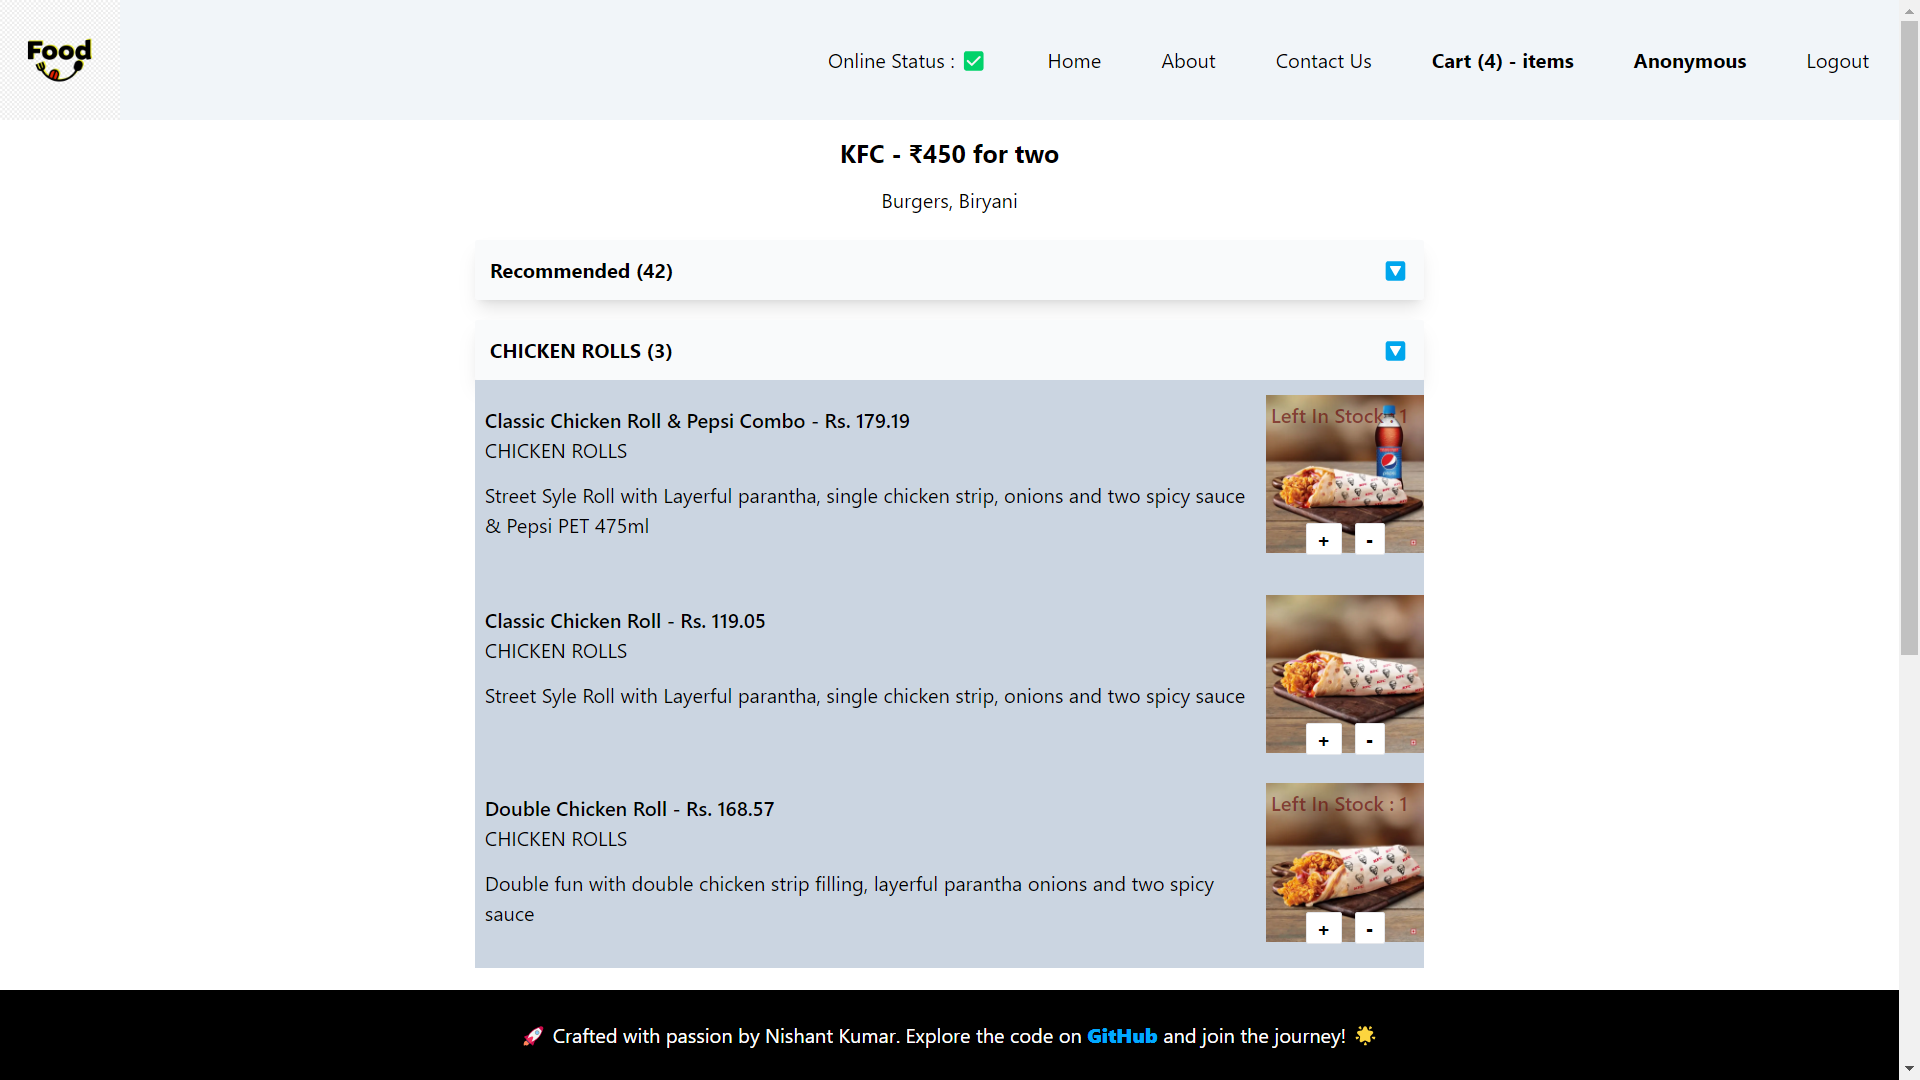 Food
Online Status : ✅
Home
About
Contact Us
Cart (4) - items
Anonymous
Logout
KFC - ₹450 for two
Burgers, Biryani
Recommended (42)
CHICKEN ROLLS (3)
Classic Chicken Roll & Pepsi Combo - Rs. 179.19
CHICKEN ROLLS
Street Syle Roll with Layerful parantha, single chicken strip, onions and two spicy sauce
& Pepsi PET 475ml
Left In Stock : 1
+ -
Classic Chicken Roll - Rs. 119.05
CHICKEN ROLLS
Street Syle Roll with Layerful parantha, single chicken strip, onions and two spicy sauce
+ -
Double Chicken Roll - Rs. 168.57
CHICKEN ROLLS
Double fun with double chicken strip filling, layerful parantha onions and two spicy
sauce
Left In Stock : 1
+ -
🚀 Crafted with passion by Nishant Kumar. Explore the code on GitHub and join the journey! 🌟